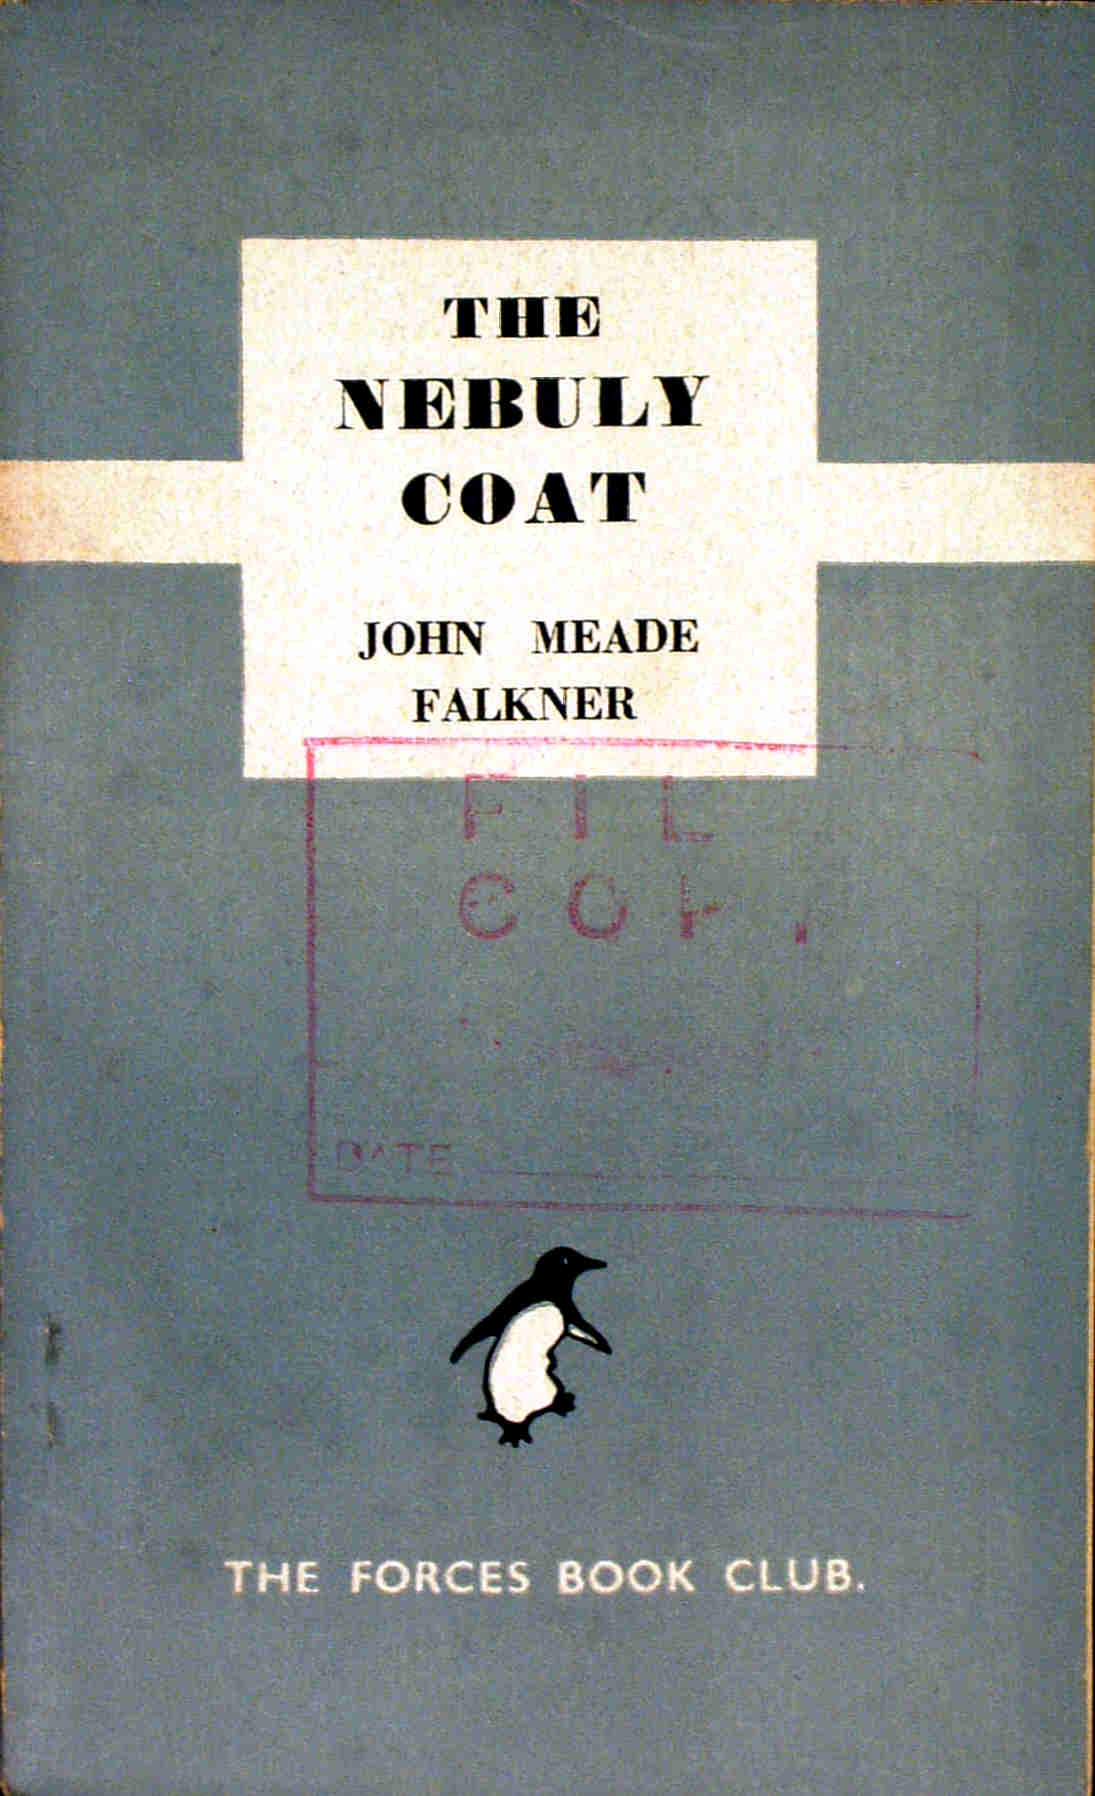 THE
NEBULY
COAT
JOHN MEADE
FALKNER
DATE
THE FORCES BOOK CLUB.